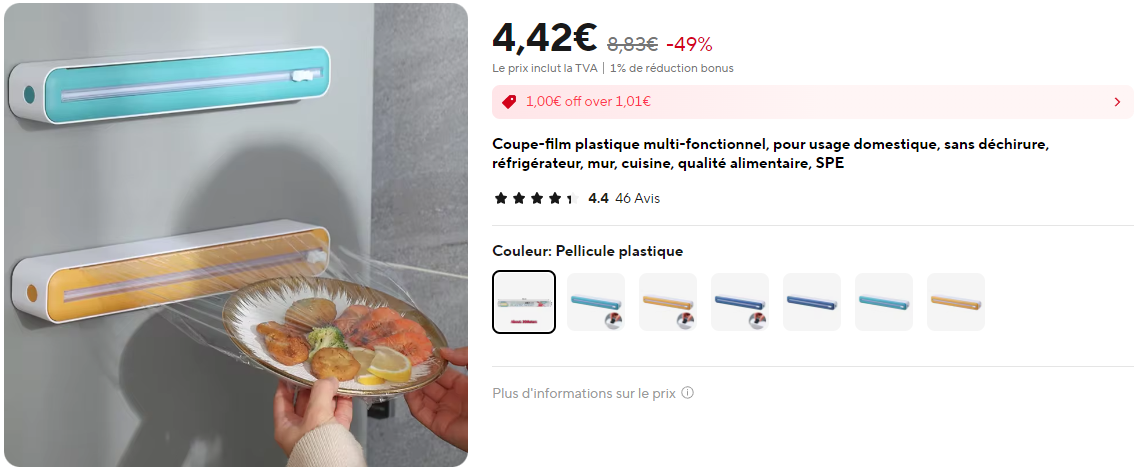 4,42€ 8,83€ -49%
Le prix inclut la TVA | 1% de réduction bonus
1,00€ off over 1,01€
Coupe-film plastique multi-fonctionnel, pour usage domestique, sans déchirure,
réfrigérateur, mur, cuisine, qualité alimentaire, SPE
4.4 46 Avis
Couleur: Pellicule plastique
Plus d'informations sur le prix